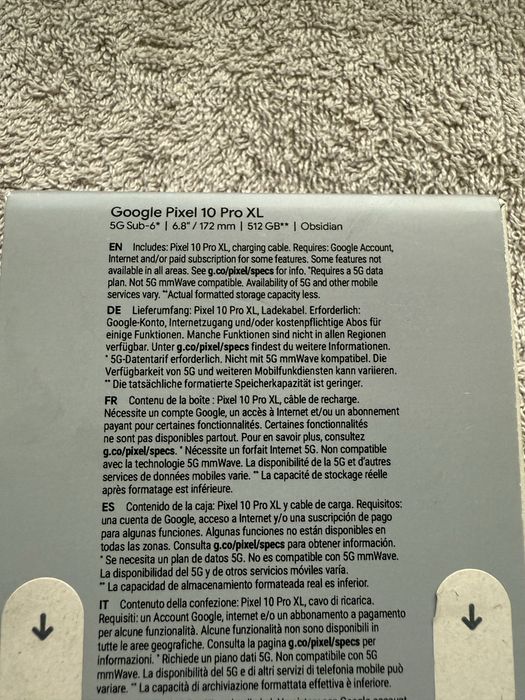 Google Pixel 10 Pro XL
5G Sub-6* | 6.8" / 172 mm | 512 GB** | Obsidian
EN Includes: Pixel 10 Pro XL, charging cable. Requires: Google Account,
Internet and/or paid subscription for some features. Some features not
available in all areas. See g.co/pixel/specs for info. *Requires a 5G data
plan. Not 5G mmWave compatible. Availability of 5G and other mobile
services vary. **Actual formatted storage capacity less.
DE Lieferumfang: Pixel 10 Pro XL, Ladekabel. Erforderlich:
Google-Konto, Internetzugang und/oder kostenpflichtige Abos für
einige Funktionen. Manche Funktionen sind nicht in allen Regionen
verfügbar. Unter g.co/pixel/specs findest du weitere Informationen.
* 5G-Datentarif erforderlich. Nicht mit 5G mmWave kompatibel. Die
Verfügbarkeit von 5G und weiteren Mobilfunkdiensten kann variieren.
** Die tatsächliche formatierte Speicherkapazität ist geringer.
FR Contenu de la boîte : Pixel 10 Pro XL, câble de recharge.
Nécessite un compte Google, un accès à Internet et/ou un abonnement
payant pour certaines fonctionnalités. Certaines fonctionnalités
ne sont pas disponibles partout. Pour en savoir plus, consultez
g.co/pixel/specs. * Nécessite un forfait Internet 5G. Non compatible
avec la technologie 5G mmWave. La disponibilité de la 5G et d'autres
services de données mobiles varie. ** La capacité de stockage réelle
après formatage est inférieure.
ES Contenido de la caja: Pixel 10 Pro XL y cable de carga. Requisitos:
una cuenta de Google, acceso a Internet y/o una suscripción de pago
para algunas funciones. Algunas funciones no están disponibles en
todas las zonas. Consulta g.co/pixel/specs para obtener información.
* Se necesita un plan de datos 5G. No es compatible con 5G mmWave.
La disponibilidad del 5G y de otros servicios móviles varía.
** La capacidad de almacenamiento formateada real es inferior.
IT Contenuto della confezione: Pixel 10 Pro XL, cavo di ricarica.
Requisiti: un Account Google, internet e/o un abbonamento a pagamento
per alcune funzionalità. Alcune funzionalità non sono disponibili in
tutte le aree geografiche. Consulta la pagina g.co/pixel/specs per
informazioni. * Richiede un piano dati 5G. Non compatibile con 5G
mmWave. La disponibilità del 5G e di altri servizi di telefonia mobile può
variare. ** La capacità di archiviazione formattata effettiva è inferiore.